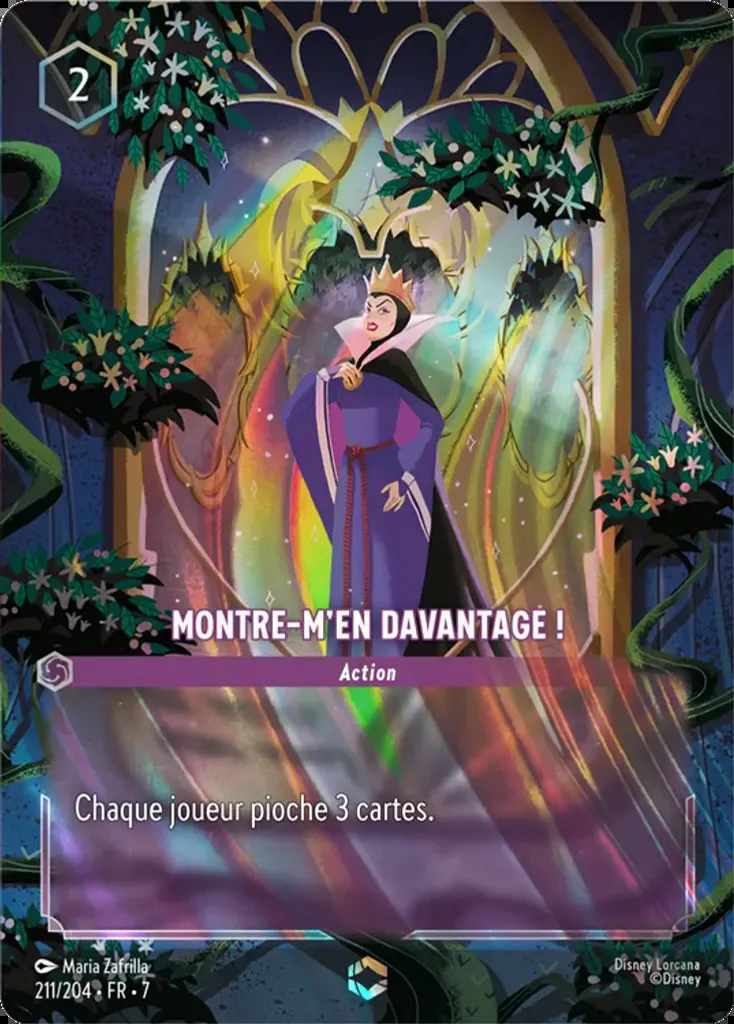 2
MONTRE-M'EN DAVANTAGE !
Action
Chaque joueur pioche 3 cartes.
Maria Zafrilla
211/204 • FR • 7
Disney Lorcana
©Disney